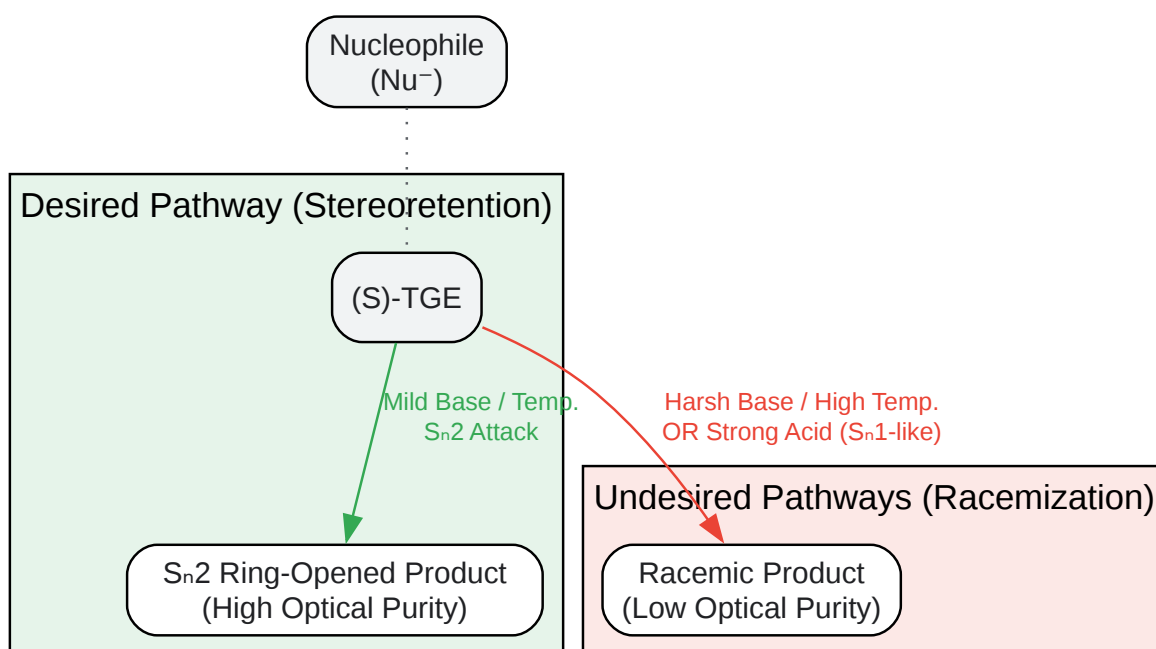 Nucleophile
(Nu⁻)
Desired Pathway (Stereoretention)
(S)-TGE
Mild Base / Temp.
Sₙ2 Attack
Harsh Base / High Temp.
OR Strong Acid (Sₙ1-like)
Undesired Pathways (Racemization)
Sₙ2 Ring-Opened Product
(High Optical Purity)
Racemic Product
(Low Optical Purity)